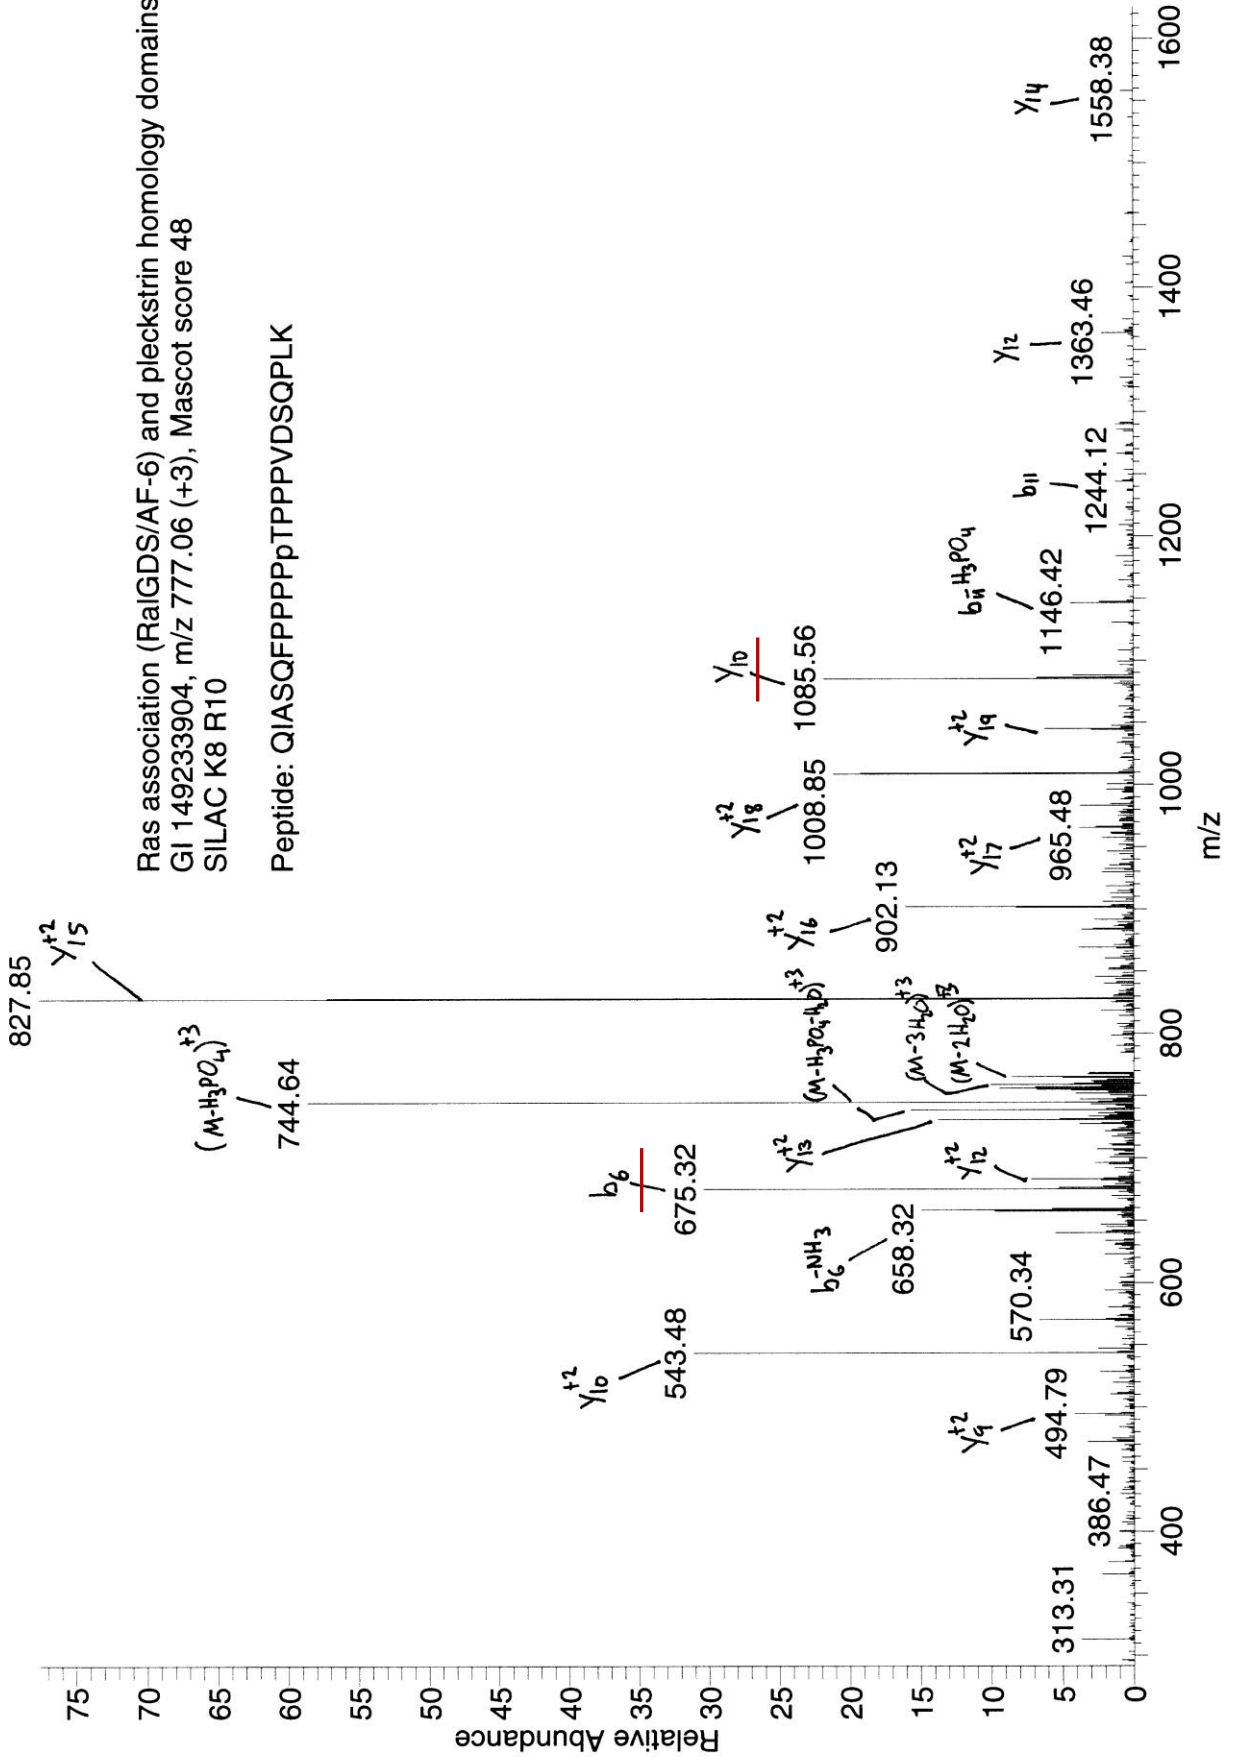 Ras association (RalGDS/AF-6) and pleckstrin homology domains
GI 149233904, m/z 777.06 (+3), Mascot score 48
SILAC K8 R10
Peptide: QIASQFPPPPpTPPPVDSQPLK
827.85
y15+2
(M-H3PO4)+3
744.64
b6
675.32
b6-NH3
658.32
y10+2
543.48
570.34
y9+2
494.79
386.47
313.31
y12+2
y13+2
(M-H3PO4-H2O)+3
(M-3H2O)+3
(M-2H2O)+3
y16+2
902.13
y17+2
965.48
y18+2
1008.85
y19+2
y10
1085.56
b11-H3PO4
1146.42
b11
1244.12
y12
1363.46
y14
1558.38
Relative Abundance
75
70
65
60
55
50
45
40
35
30
25
20
15
10
5
0
400
600
800
1000
1200
1400
1600
m/z